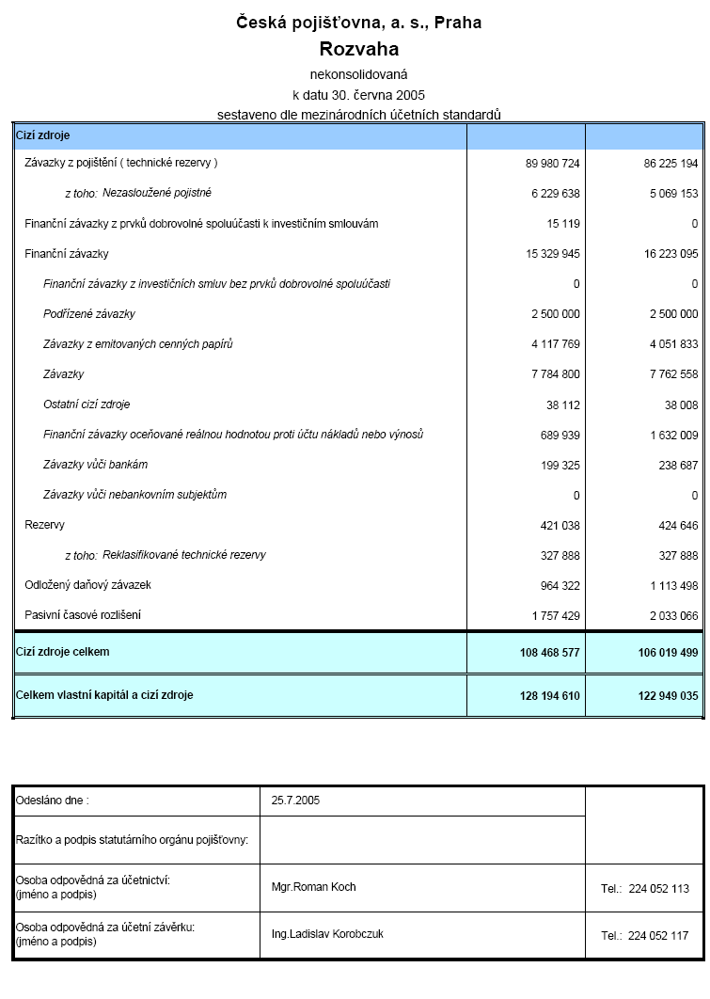 Česká pojišťovna, a. s., Praha
Rozvaha
nekonsolidovaná
k datu 30. června 2005
sestaveno dle mezinárodních účetních standardů
Cizí zdroje
Závazky z pojištění ( technické rezervy ) 89 980 724 86 225 194
z toho: Nezasloužené pojistné 6 229 638 5 069 153
Finanční závazky z prvků dobrovolné spoluúčasti k investičním smlouvám 15 119 0
Finanční závazky 15 329 945 16 223 095
Finanční závazky z investičních smluv bez prvků dobrovolné spoluúčasti 0 0
Podřízené závazky 2 500 000 2 500 000
Závazky z emitovaných cenných papírů 4 117 769 4 051 833
Závazky 7 784 800 7 762 558
Ostatní cizí zdroje 38 112 38 008
Finanční závazky oceňované reálnou hodnotou proti účtu nákladů nebo výnosů 689 939 1 632 009
Závazky vůči bankám 199 325 238 687
Závazky vůči nebankovním subjektům 0 0
Rezervy 421 038 424 646
z toho: Reklasifikované technické rezervy 327 888 327 888
Odložený daňový závazek 964 322 1 113 498
Pasivní časové rozlišení 1 757 429 2 033 066
Cizí zdroje celkem 108 468 577 106 019 499
Celkem vlastní kapitál a cizí zdroje 128 194 610 122 949 035
Odesláno dne : 25.7.2005
Razítko a podpis statutárního orgánu pojišťovny:
Osoba odpovědná za účetnictví:
(jméno a podpis) Mgr.Roman Koch Tel.: 224 052 113
Osoba odpovědná za účetní závěrku:
(jméno a podpis) Ing.Ladislav Korobczuk Tel.: 224 052 117